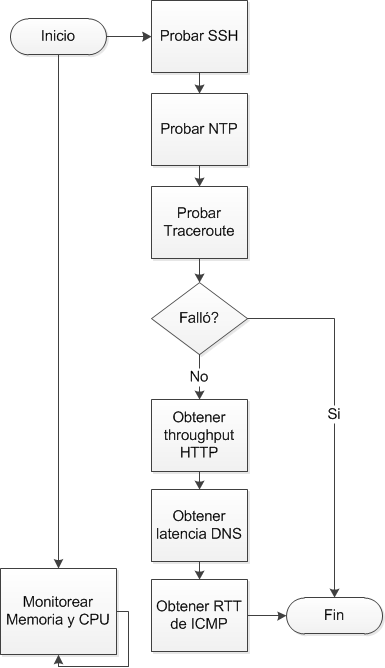 Inicio
Probar SSH
Probar NTP
Probar
Traceroute
Falló?
No
Si
Obtener
throughput
HTTP
Obtener
latencia DNS
Monitorear
Memoria y CPU
Obtener RTT
de ICMP
Fin